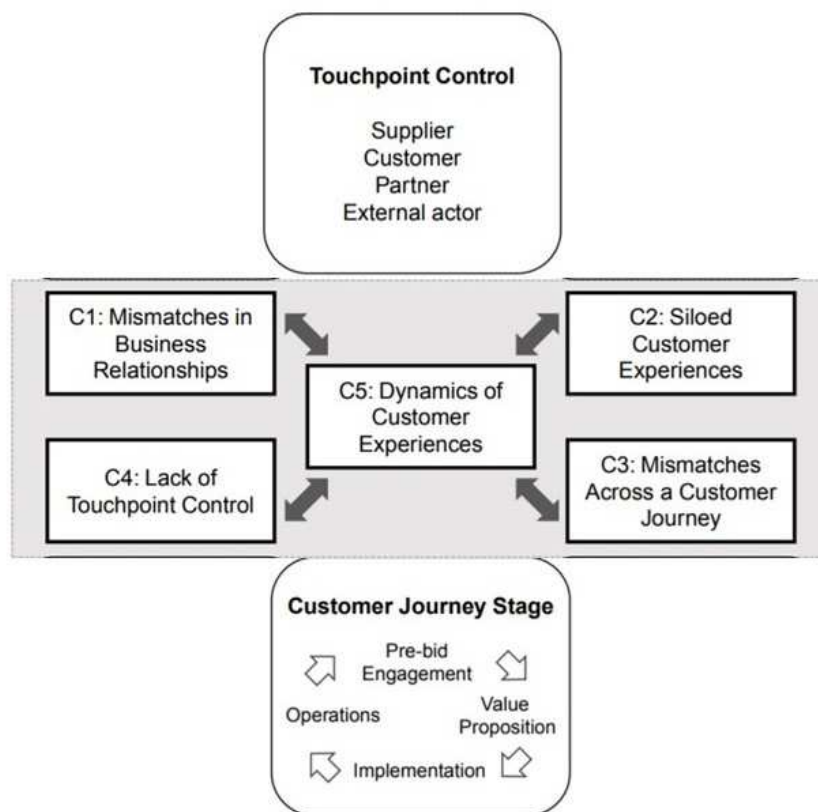 Touchpoint Control
Supplier
Customer
Partner
External actor
C1: Mismatches in
Business
Relationships
C2: Siloed
Customer
Experiences
C5: Dynamics of
Customer
Experiences
C4: Lack of
Touchpoint Control
C3: Mismatches
Across a Customer
Journey
Customer Journey Stage
Pre-bid
Engagement
Operations
Value
Proposition
Implementation